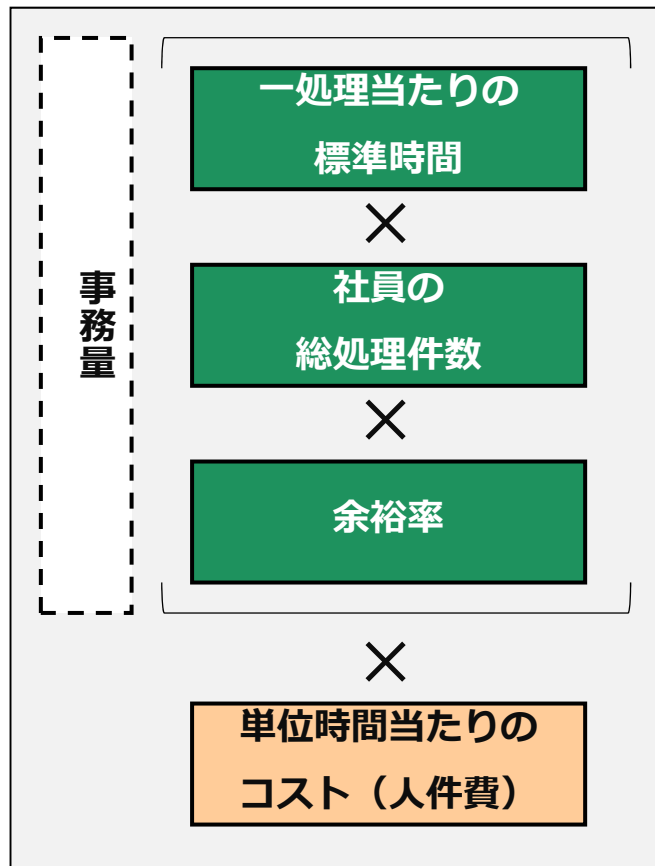 事務量
一処理当たりの
標準時間
×
社員の
総処理件数
×
余裕率
×
単位時間当たりの
コスト（人件費）